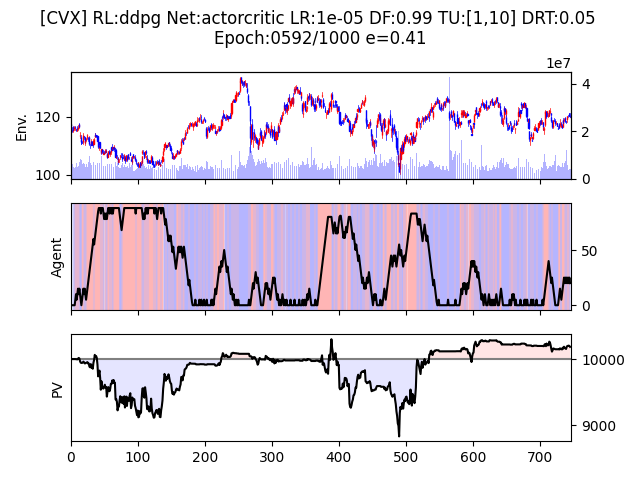 [CVX] RL:ddpg Net:actorcritic LR:1e-05 DF:0.99 TU:[1,10] DRT:0.05
Epoch:0592/1000 e=0.41
1e7
Env.
120
100
4
2
0
Agent
50
0
PV
10000
9000
0 100 200 300 400 500 600 700